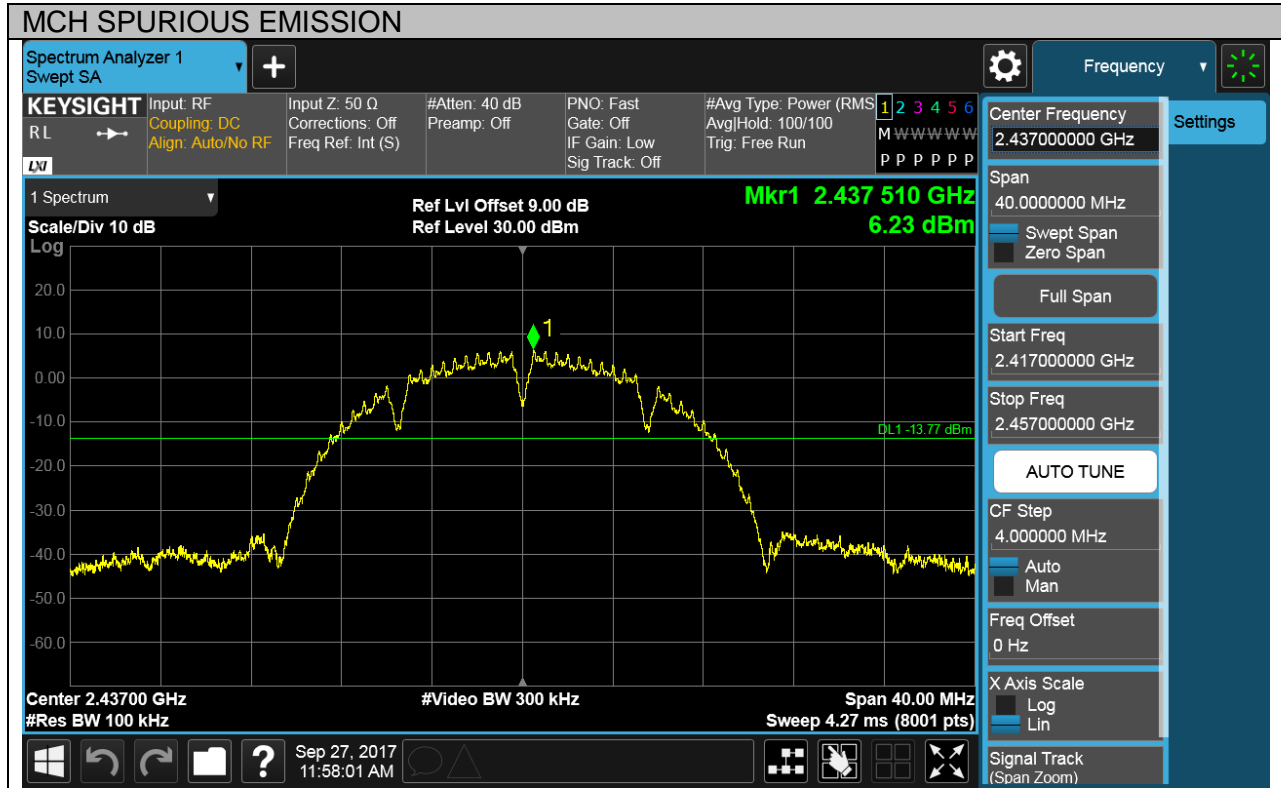 MCH SPURIOUS EMISSION
Spectrum Analyzer 1
Swept SA
Frequency
KEYSIGHT
RL
LXI
Input: RF
Coupling: DC
Align: Auto/No RF
Input Z: 50 Ω
Corrections: Off
Freq Ref: Int (S)
#Atten: 40 dB
Preamp: Off
PNO: Fast
Gate: Off
IF Gain: Low
Sig Track: Off
#Avg Type: Power (RMS
Avg|Hold: 100/100
Trig: Free Run
1 2 3 4 5 6
M W W W W W
P P P P P P
Center Frequency
2.437000000 GHz
Settings
Span
40.0000000 MHz
Swept Span
Zero Span
Full Span
Start Freq
2.417000000 GHz
Stop Freq
2.457000000 GHz
AUTO TUNE
CF Step
4.000000 MHz
Auto
Man
Freq Offset
0 Hz
X Axis Scale
Log
Lin
Signal Track
(Span Zoom)
1 Spectrum
Scale/Div 10 dB
Ref Lvl Offset 9.00 dB
Ref Level 30.00 dBm
Mkr1 2.437 510 GHz
6.23 dBm
Log
20.0
10.0
0.00
-10.0
-20.0
-30.0
-40.0
-50.0
-60.0
1
DL1 -13.77 dBm
Center 2.43700 GHz
#Res BW 100 kHz
#Video BW 300 kHz
Span 40.00 MHz
Sweep 4.27 ms (8001 pts)
?
Sep 27, 2017
11:58:01 AM